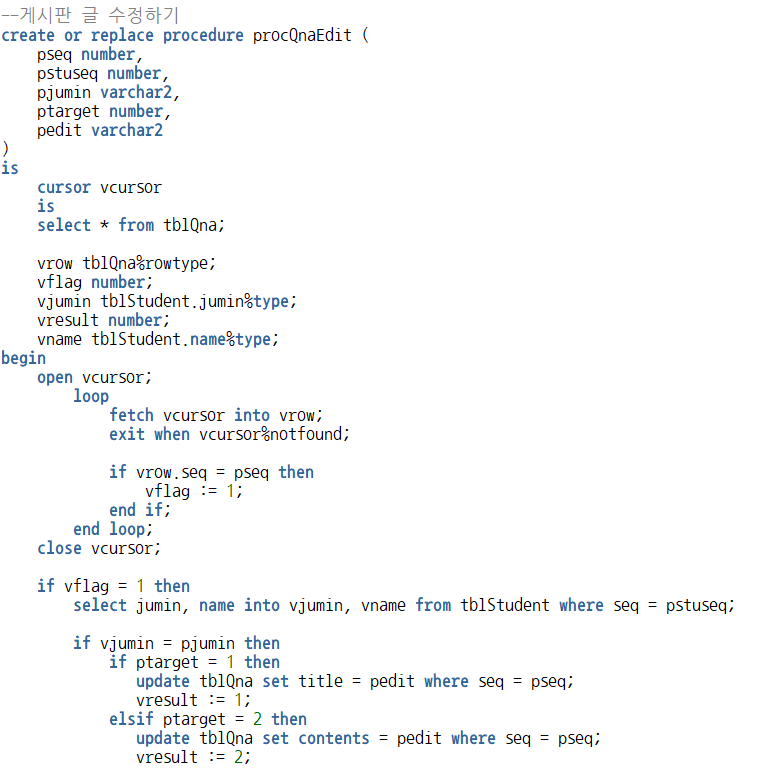 --게시판 글 수정하기
create or replace procedure procQnaEdit (
    pseq number,
    pstuseq number,
    pjumin varchar2,
    ptarget number,
    pedit varchar2
)
is
    cursor vcursor
    is
    select * from tblQna;

    vrow tblQna%rowtype;
    vflag number;
    vjumin tblStudent.jumin%type;
    vresult number;
    vname tblStudent.name%type;
begin
    open vcursor;
        loop
            fetch vcursor into vrow;
            exit when vcursor%notfound;

            if vrow.seq = pseq then
                vflag := 1;
            end if;
        end loop;
    close vcursor;

    if vflag = 1 then
        select jumin, name into vjumin, vname from tblStudent where seq = pstuseq;

        if vjumin = pjumin then
            if ptarget = 1 then
               update tblQna set title = pedit where seq = pseq;
               vresult := 1;
            elsif ptarget = 2 then
               update tblQna set contents = pedit where seq = pseq;
               vresult := 2;